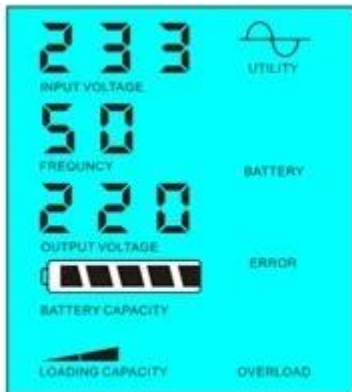 233
INPUT VOLTAGE
UTILITY
50
FREQUNCY
BATTERY
220
OUTPUT VOLTAGE
ERROR
BATTERY CAPACITY
LOADING CAPACITY
OVERLOAD